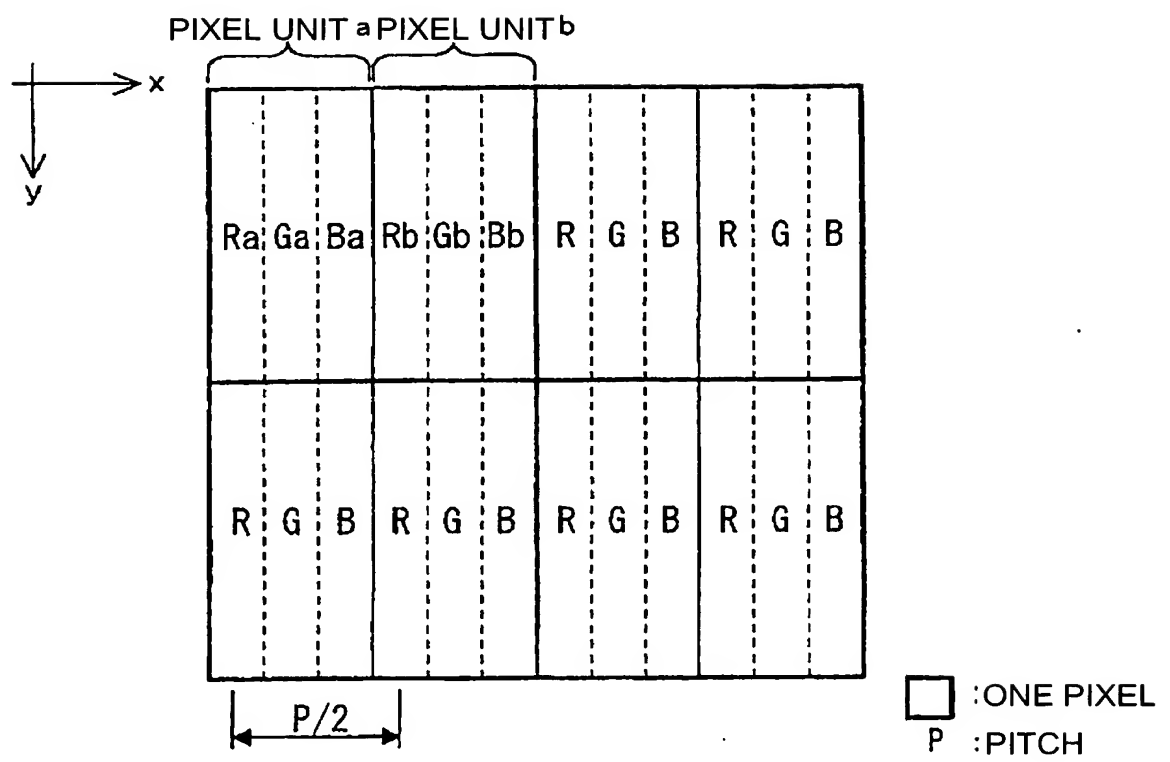 PIXEL UNIT a PIXEL UNIT b
x
y
Ra Ga Ba Rb Gb Bb R G B R G B
R G B R G B R G B R G B
P/2
:ONE PIXEL
P :PITCH